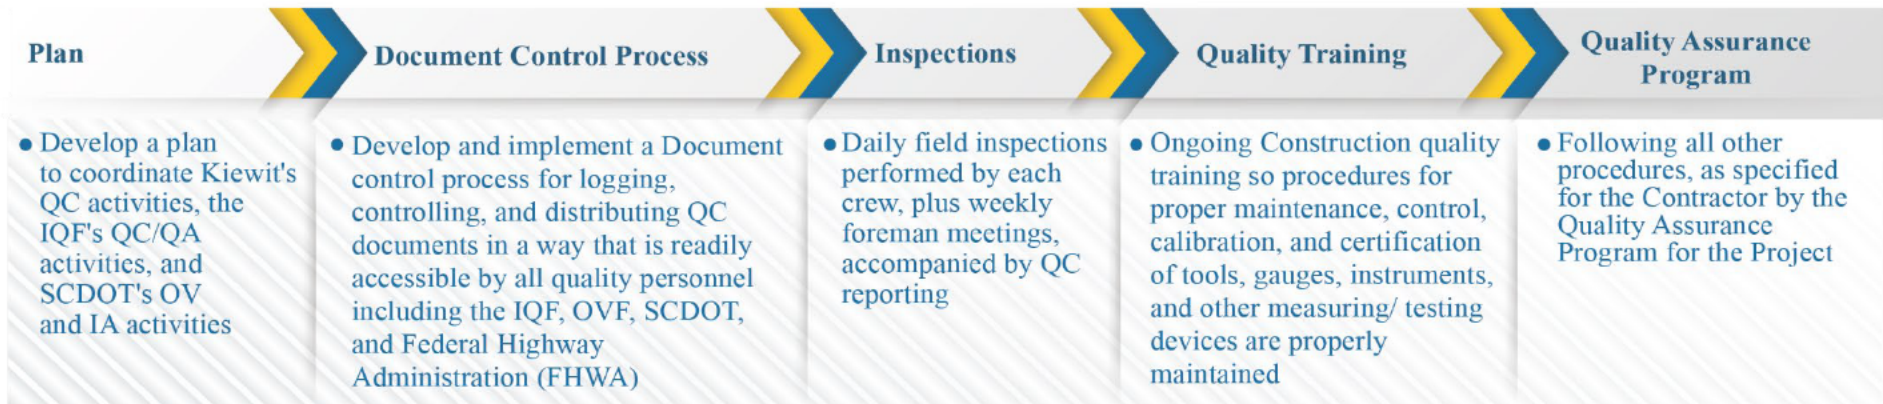 Plan
Document Control Process
Inspections
Quality Training
Quality Assurance
Program
● Develop a plan
to coordinate Kiewit's
QC activities, the
IQF's QC/QA
activities, and
SCDOT's OV
and IA activities
● Develop and implement a Document
control process for logging,
controlling, and distributing QC
documents in a way that is readily
accessible by all quality personnel
including the IQF, OVF, SCDOT,
and Federal Highway
Administration (FHWA)
● Daily field inspections
performed by each
crew, plus weekly
foreman meetings,
accompanied by QC
reporting
● Ongoing Construction quality
training so procedures for
proper maintenance, control,
calibration, and certification
of tools, gauges, instruments,
and other measuring/ testing
devices are properly
maintained
● Following all other
procedures, as specified
for the Contractor by the
Quality Assurance
Program for the Project